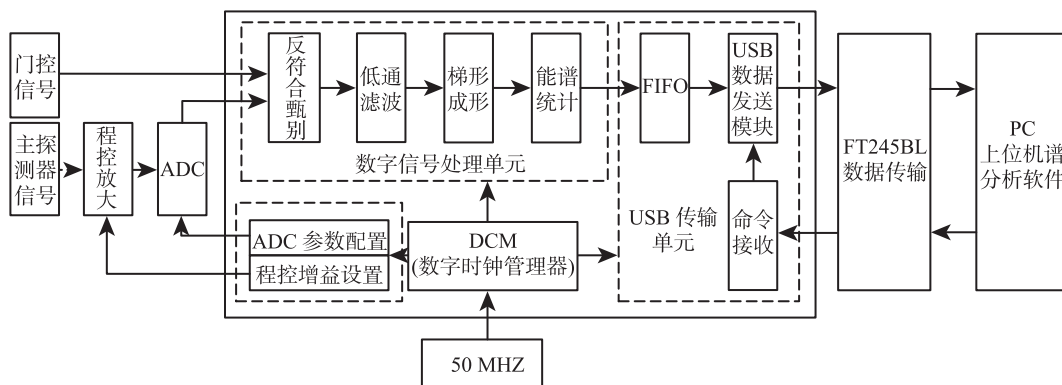 门控
信号
主探
测器
信号
程控放大
ADC
反符合甄别
低通
滤波
梯形
成形
能谱
统计
数字信号处理单元
FIFO
USB
数据
发送
模块
USB 传输
单元
命令
接收
ADC 参数配置
程控增益设置
DCM
(数字时钟管理器)
50 MHZ
FT245BL
数据传输
PC
上位机谱
分析软件